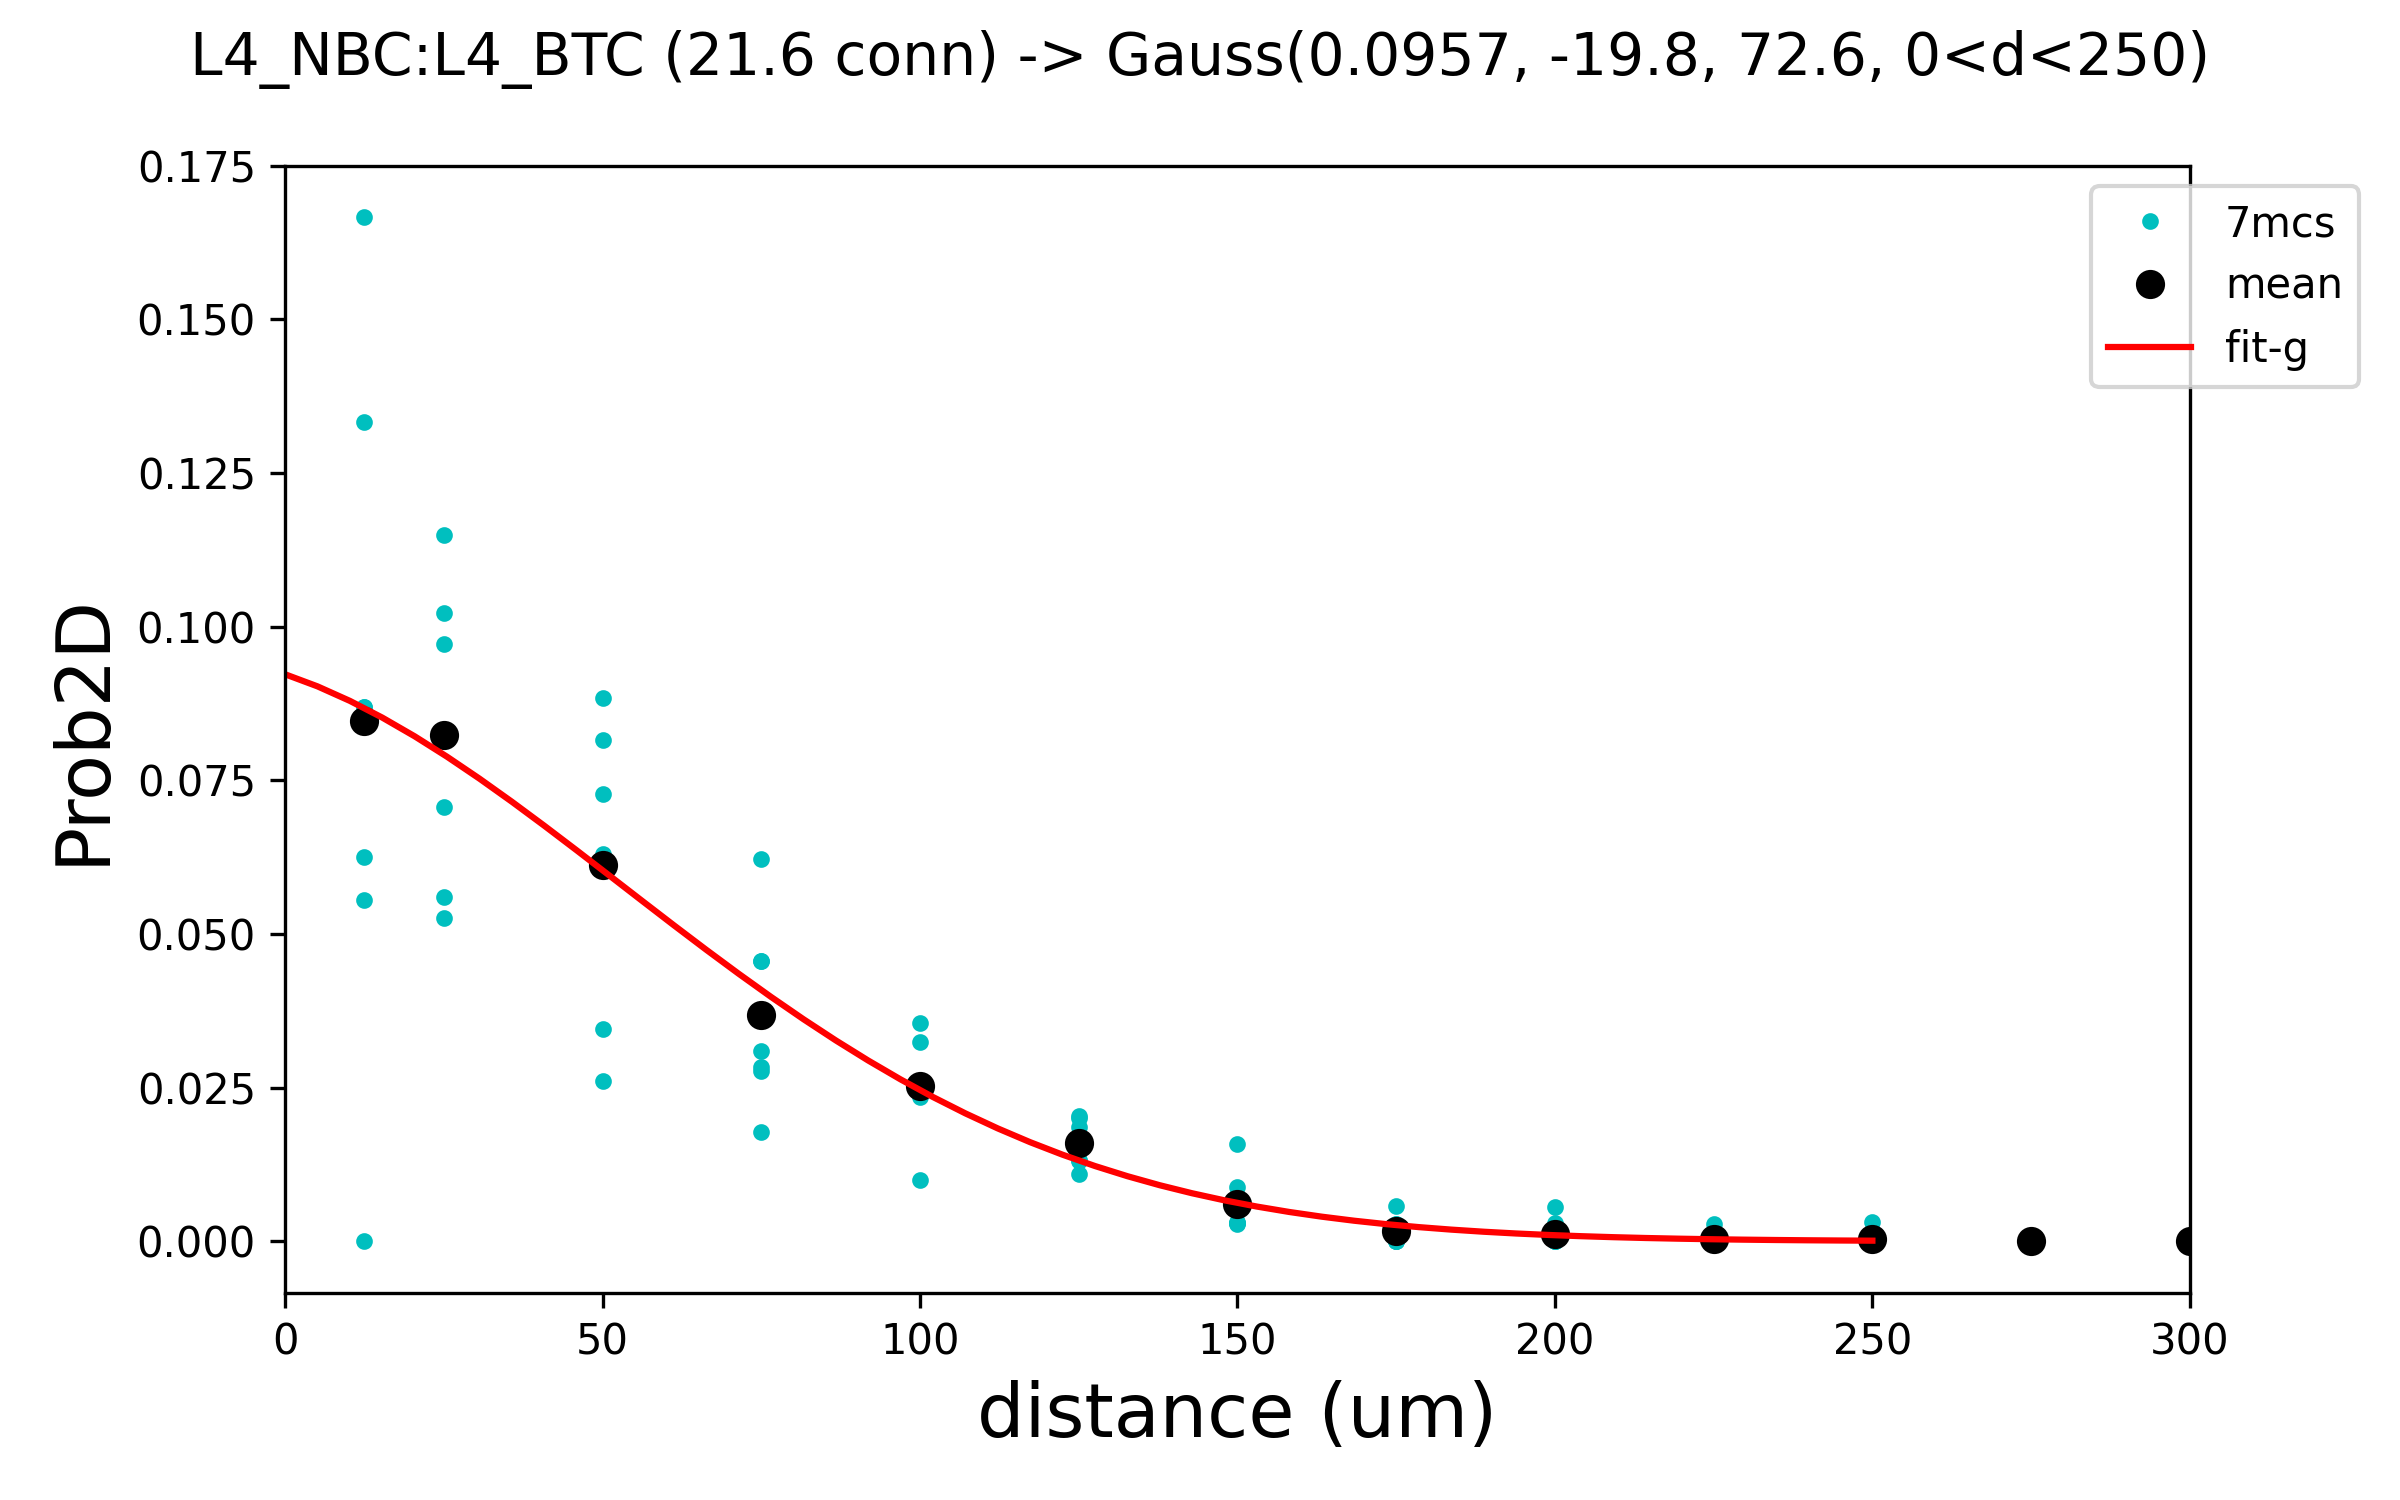 L4_NBC:L4_BTC (21.6 conn) -> Gauss(0.0957, -19.8, 72.6, 0<d<250)
0.175
0.150
0.125
0.100
0.075
0.050
0.025
0.000
Prob2D
7mcs
mean
fit-g
0 50 100 150 200 250 300
distance (um)